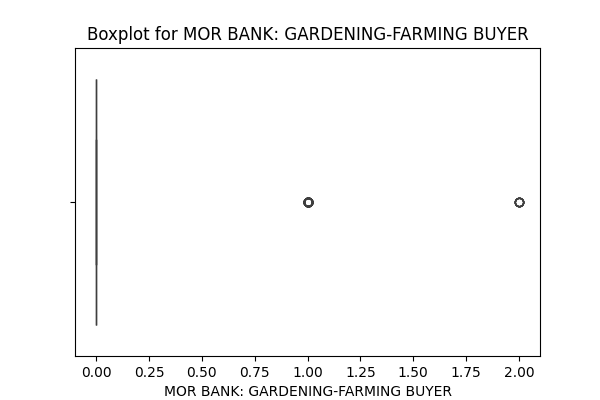 Boxplot for MOR BANK: GARDENING-FARMING BUYER
0.00 0.25 0.50 0.75 1.00 1.25 1.50 1.75 2.00
MOR BANK: GARDENING-FARMING BUYER